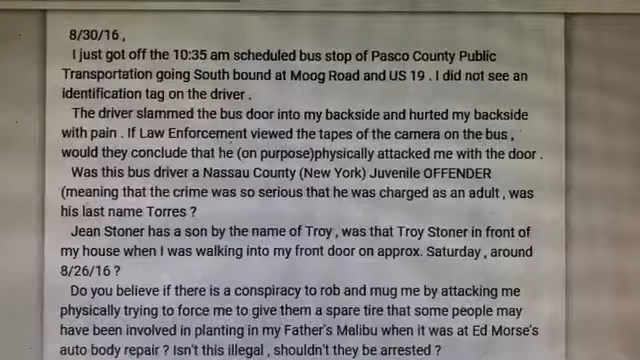 8/30/16 ,
I just got off the 10:35 am scheduled bus stop of Pasco County Public
Transportation going South bound at Moog Road and US 19 . I did not see an
identification tag on the driver .
The driver slammed the bus door into my backside and hurted my backside
with pain . If Law Enforcement viewed the tapes of the camera on the bus ,
would they conclude that he (on purpose)physically attacked me with the door .
Was this bus driver a Nassau County (New York) Juvenile OFFENDER
(meaning that the crime was so serious that he was charged as an adult , was
his last name Torres ?
Jean Stoner has a son by the name of Troy , was that Troy Stoner in front of
my house when I was walking into my front door on approx. Saturday , around
8/26/16 ?
Do you believe if there is a conspiracy to rob and mug me by attacking me
physically trying to force me to give them a spare tire that some people may
have been involved in planting in my Father's Malibu when it was at Ed Morse's
auto body repair ? Isn't this illegal , shouldn't they be arrested ?